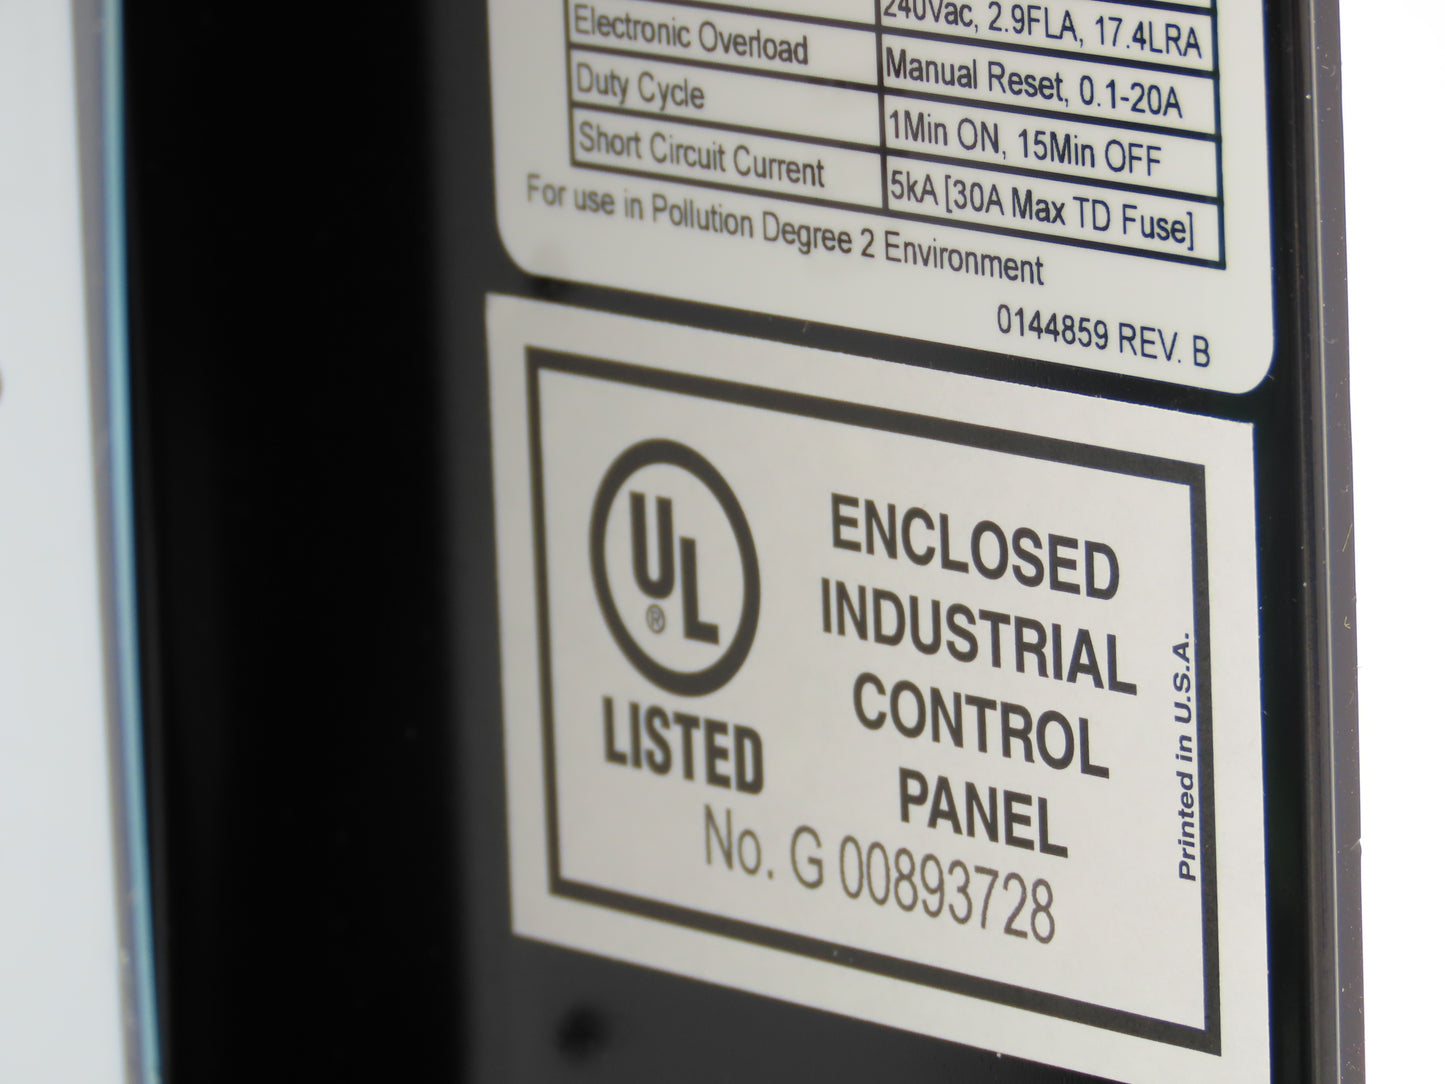 240Vac, 2.9FLA, 17.4LRA
Electronic Overload Manual Reset, 0.1-20A
Duty Cycle 1Min ON, 15Min OFF
Short Circuit Current 5kA [30A Max TD Fuse]
For use in Pollution Degree 2 Environment
0144859 REV. B
UL
®
LISTED
ENCLOSED
INDUSTRIAL
CONTROL
PANEL
No. G 00893728
Printed in U.S.A.